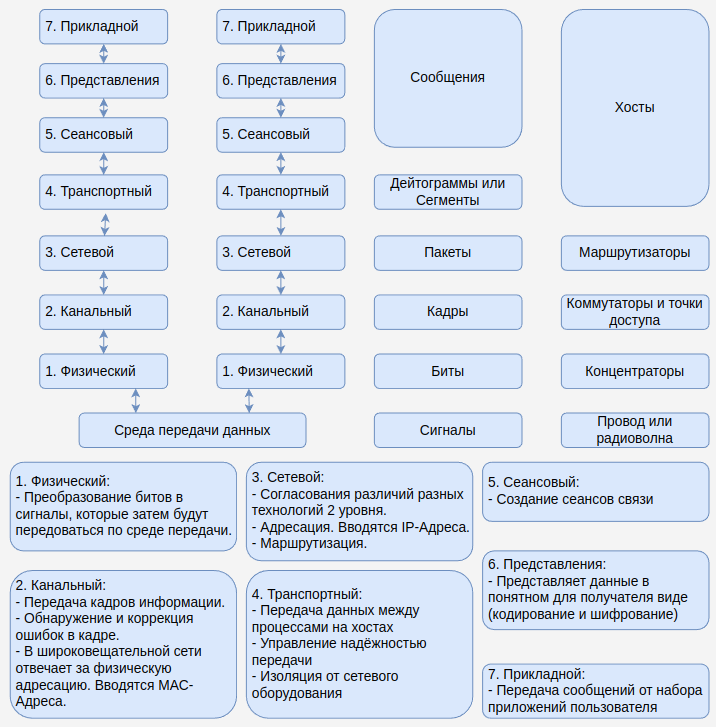 7. Прикладной
7. Прикладной
Сообщения
Хосты
6. Представления
6. Представления
5. Сеансовый
5. Сеансовый
4. Транспортный
4. Транспортный
Дейтограммы или
Сегменты
3. Сетевой
3. Сетевой
Пакеты
Маршрутизаторы
2. Канальный
2. Канальный
Кадры
Коммутаторы и точки
доступа
1. Физический
1. Физический
Биты
Концентраторы
Среда передачи данных
Сигналы
Провод или
радиоволна
1. Физический:
- Преобразование битов в
сигналы, которые затем будут
передоваться по среде передачи.
3. Сетевой:
- Согласования различий разных
технологий 2 уровня.
- Адресация. Вводятся IP-Адреса.
- Маршрутизация.
5. Сеансовый:
- Создание сеансов связи
2. Канальный:
- Передача кадров информации.
- Обнаружение и коррекция
ошибок в кадре.
- В широковещательной сети
отвечает за физическую
адресацию. Вводятся MAC-
Адреса.
4. Транспортный:
- Передача данных между
процессами на хостах
- Управление надёжностью
передачи
- Изоляция от сетевого
оборудования
6. Представления:
- Представляет данные в
понятном для получателя виде
(кодирование и шифрование)
7. Прикладной:
- Передача сообщений от набора
приложений пользователя